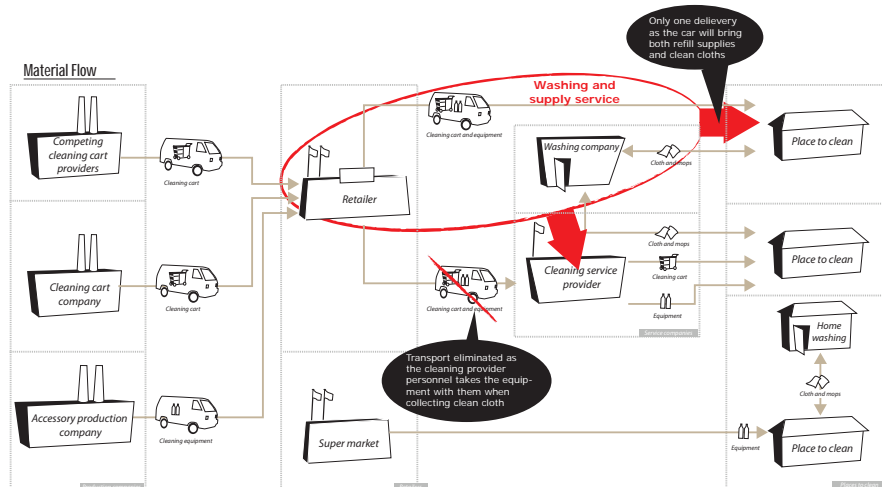 Material Flow
Only one delievery
as the car will bring
both refill supplies
and clean cloths
Washing and
supply service
Competing
cleaning cart
providers
Cleaning cart
Cleaning cart and equipment
Washing company
Cloth and mops
Place to clean
Retailer
Cleaning cart
company
Cleaning cart
Cleaning cart and equipment
Cleaning service
provider
Cloth and mops
Cleaning cart
Equipment
Place to clean
Service companies
Transport eliminated as
the cleaning provider
personnel takes the equip-
ment with them when
collecting clean cloth
Home
washing
Cloth and mops
Accessory production
company
Cleaning equipment
Super market
Equipment
Place to clean
Places to clean